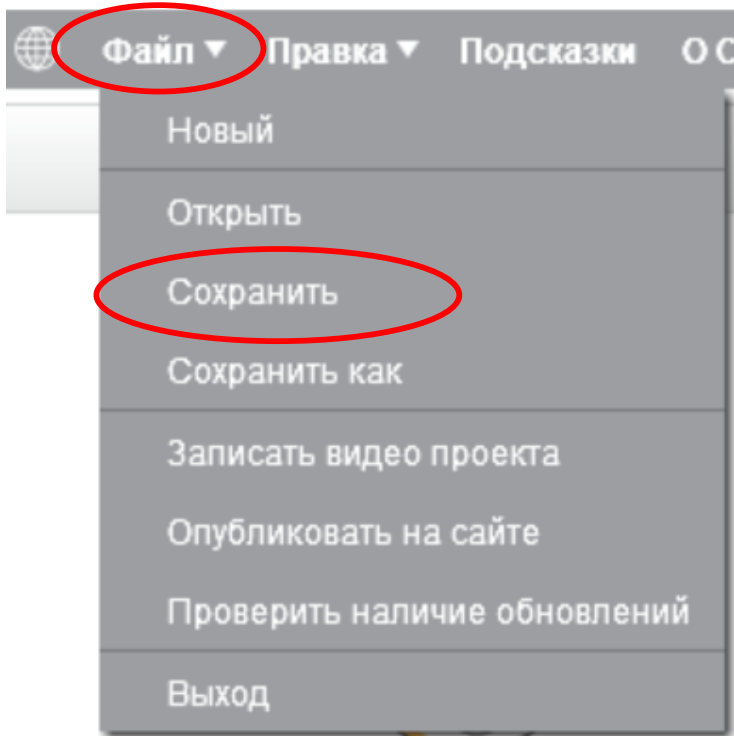 Файл ▼ Правка ▼ Подсказки О
Новый
Открыть
Сохранить
Сохранить как
Записать видео проекта
Опубликовать на сайте
Проверить наличие обновлений
Выход